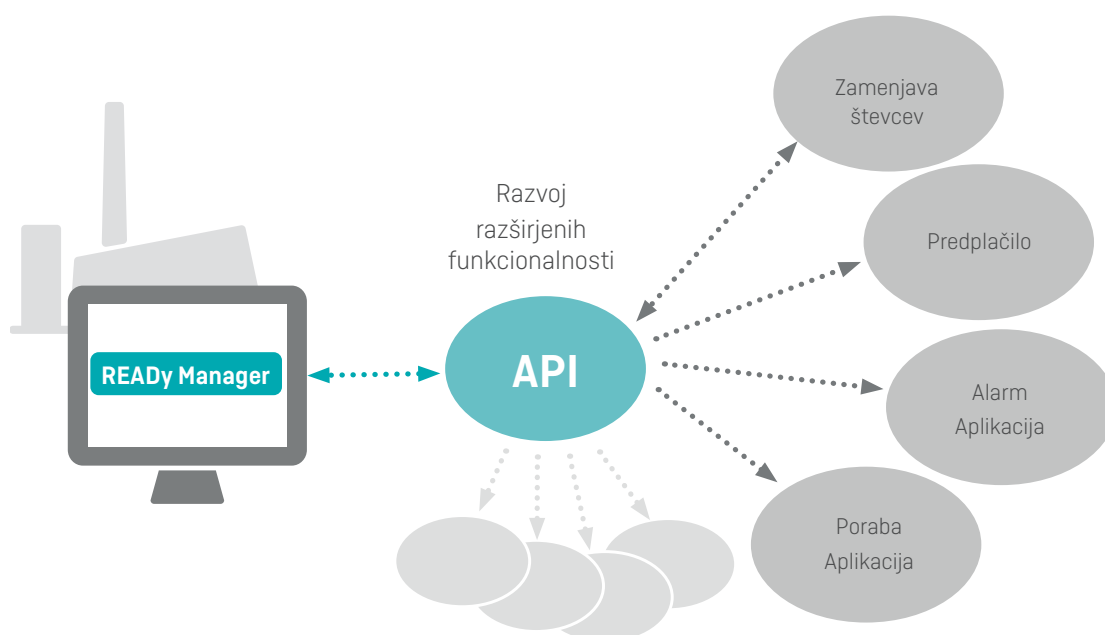 Zamenjava
števcev
Razvoj
razširjenih
funkcionalnosti
Predplačilo
READy Manager
API
Alarm
Aplikacija
Poraba
Aplikacija